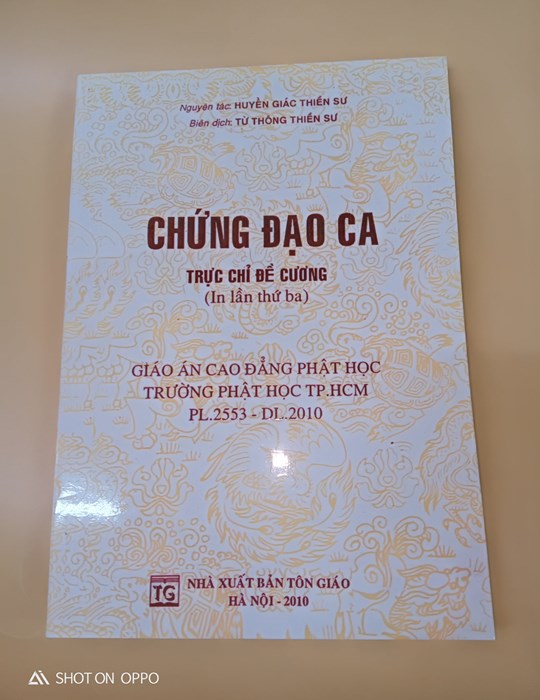 Nguyên tác: HUYỀN GIÁC THIỀN SƯ
Biên dịch: TỪ THÔNG THIỀN SƯ
CHỨNG ĐẠO CA
TRỰC CHỈ ĐỀ CƯƠNG
(In lần thứ ba)
GIÁO ÁN CAO ĐẲNG PHẬT HỌC
TRƯỜNG PHẬT HỌC TP.HCM
PL.2553 - DL.2010
TG
NHÀ XUẤT BẢN TÔN GIÁO
HÀ NỘI - 2010
SHOT ON OPPO